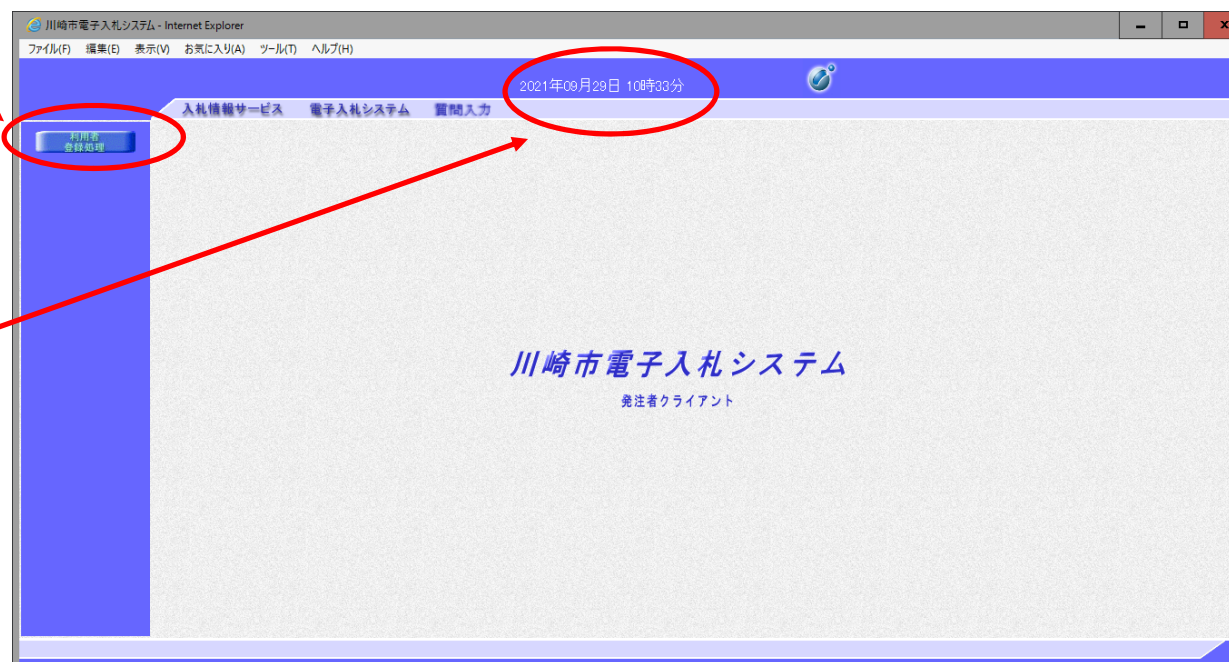 川崎市電子入札システム - Internet Explorer
ファイル(F) 編集(E) 表示(V) お気に入り(A) ツール(T) ヘルプ(H)
2021年09月29日 10時33分
入札情報サービス 電子入札システム 質問入力
利用者
登録処理
川崎市電子入札システム
発注者クライアント